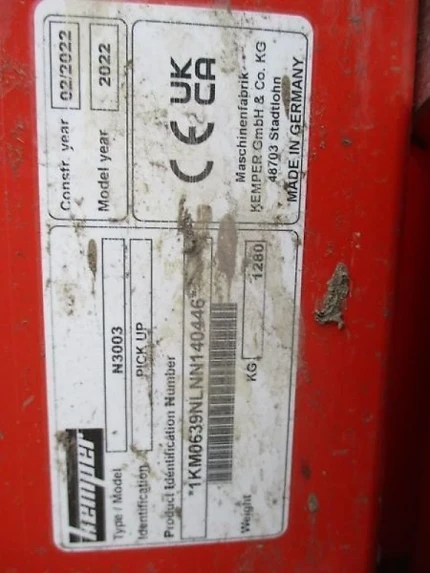 kemper
Type / Model N3003
Identification PICK UP
Product Identification Number
*1KM0639NLNN140446*
Weight KG 1280
Constr. year 02/2022
Model year 2022
CE UK
CA
Maschinenfabrik
KEMPER GmbH & Co. KG
48703 Stadtlohn
MADE IN GERMANY